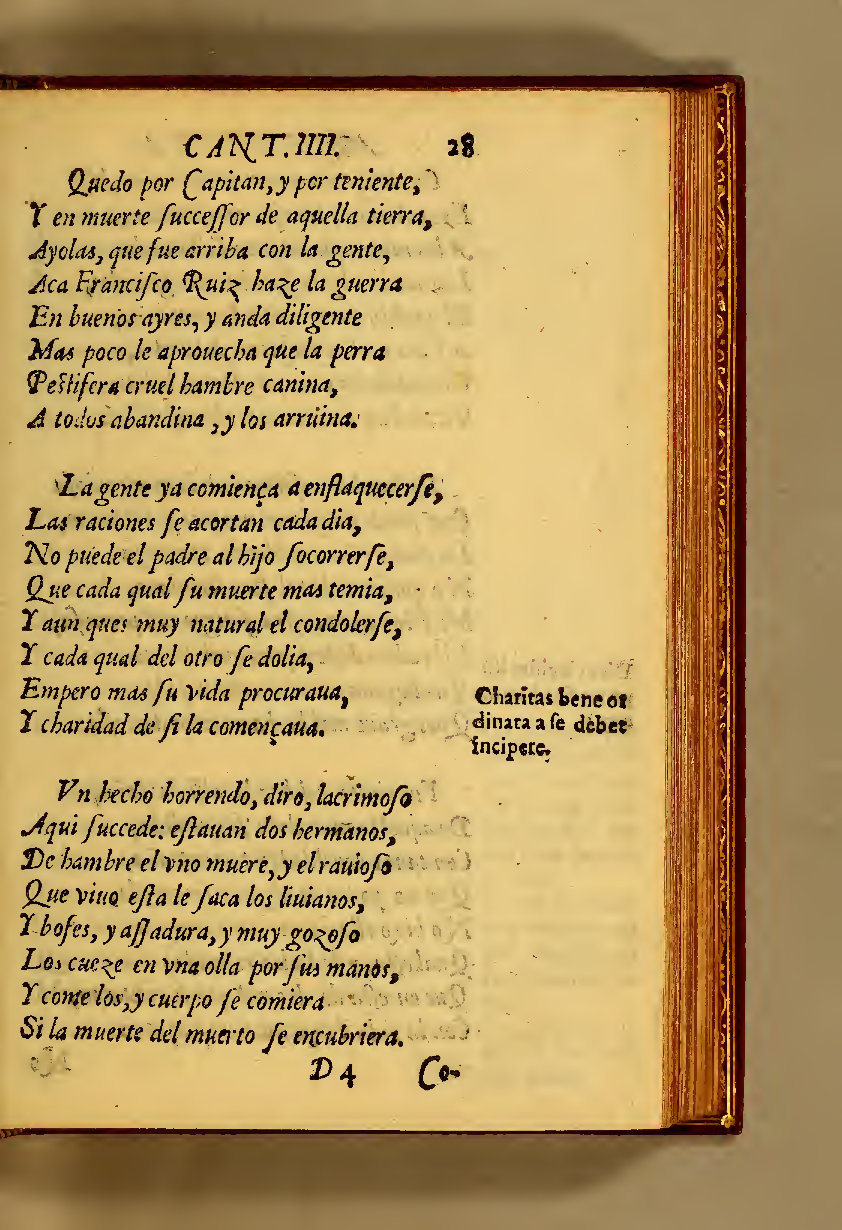 CANT. IIII. 28
Quedo por Capitan, y por teniente,
Y en muerte ſucceſſor de aquella tierra,
Ayolas, que fue arriba con la gente,
Aca Franciſco Ruiz haze la guerra
En buenos ayres, y anda diligente
Mas poco le aprouecha que la perra
Peſtifera cruel hambre canina,
A todos abandina, y los arruina.
La gente ya comiença a enflaquecerſe,
Las raciones ſe acortan cada dia,
No puede el padre al hijo ſocorrerſe,
Que cada qual ſu muerte mas temia,
Y aun ques muy natural el condolerſe,
Y cada qual del otro ſe dolia,
Empero mas ſu vida procuraua,
Y charidad de ſi la començaua.
Charitas bene or
dinata a ſe debet
incipere.
Vn hecho horrendo, diro, lacrimoſo
Aqui ſuccede: eſtauan dos hermanos,
De hambre el vno muere, y el rauioſo
Que viuo eſta le ſaca los liuianos,
Y bofes, y aſſadura, y muy gozoſo
Los cueze en vna olla por ſus manos,
Y come los, y cuerpo ſe comiera
Si la muerte del muerto ſe encubriera.
D 4 Co-